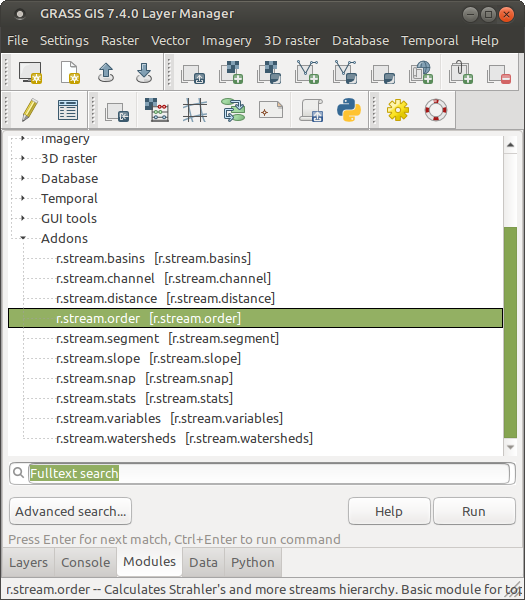 GRASS GIS 7.4.0 Layer Manager
File Settings Raster Vector Imagery 3D raster Database Temporal Help
Imagery
3D raster
Database
Temporal
GUI tools
Addons
r.stream.basins [r.stream.basins]
r.stream.channel [r.stream.channel]
r.stream.distance [r.stream.distance]
r.stream.order [r.stream.order]
r.stream.segment [r.stream.segment]
r.stream.slope [r.stream.slope]
r.stream.snap [r.stream.snap]
r.stream.stats [r.stream.stats]
r.stream.variables [r.stream.variables]
r.stream.watersheds [r.stream.watersheds]
Fulltext search
Advanced search... Help Run
Press Enter for next match, Ctrl+Enter to run command
Layers Console Modules Data Python
r.stream.order -- Calculates Strahler's and more streams hierarchy. Basic module for